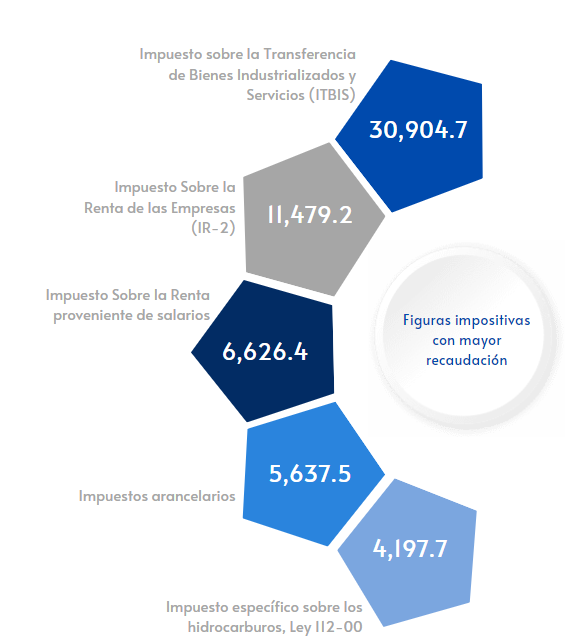 Impuesto sobre la Transferencia
de Bienes Industrializados y
Servicios (ITBIS)
30,904.7
Impuesto Sobre la
Renta de las Empresas
(IR-2)
11,479.2
Impuesto Sobre la Renta
proveniente de salarios
6,626.4
Figuras impositivas
con mayor
recaudación
Impuestos arancelarios
5,637.5
4,197.7
Impuesto específico sobre los
hidrocarburos, Ley 112-00